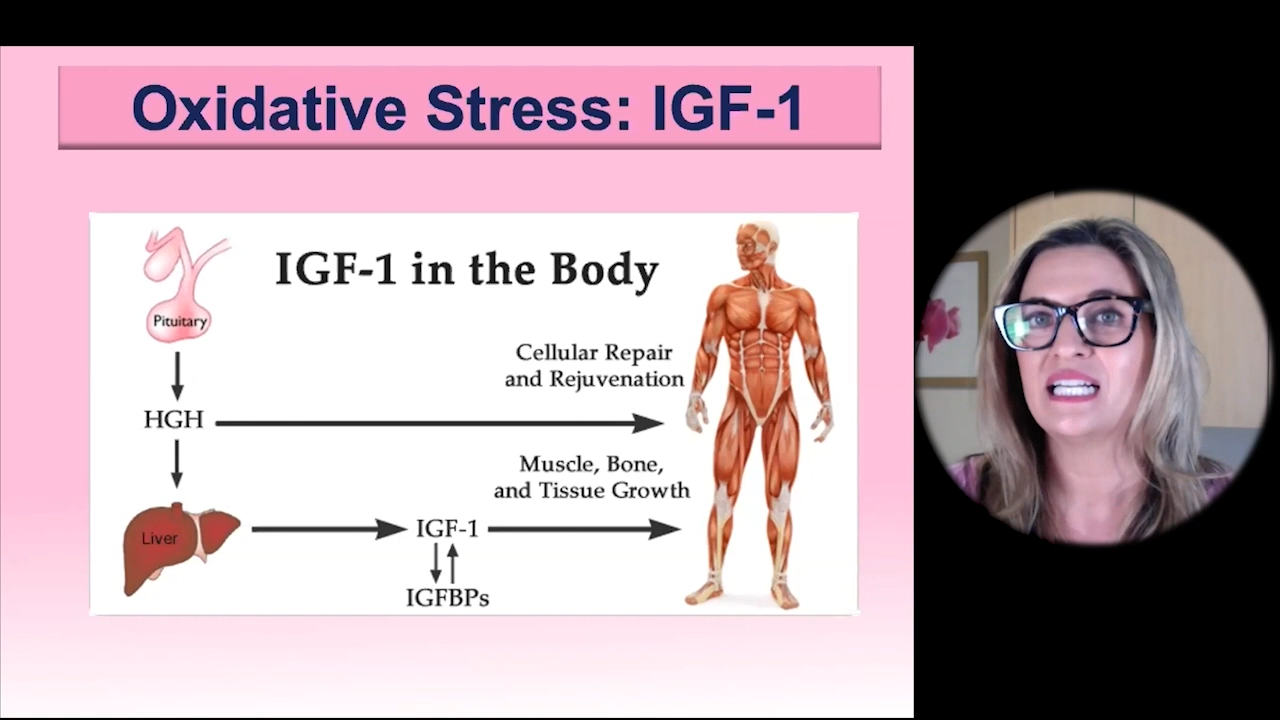 Oxidative Stress: IGF-1
IGF-1 in the Body
Pituitary
Cellular Repair
and Rejuvenation
HGH
Muscle, Bone,
and Tissue Growth
Liver
IGF-1
IGFBPs